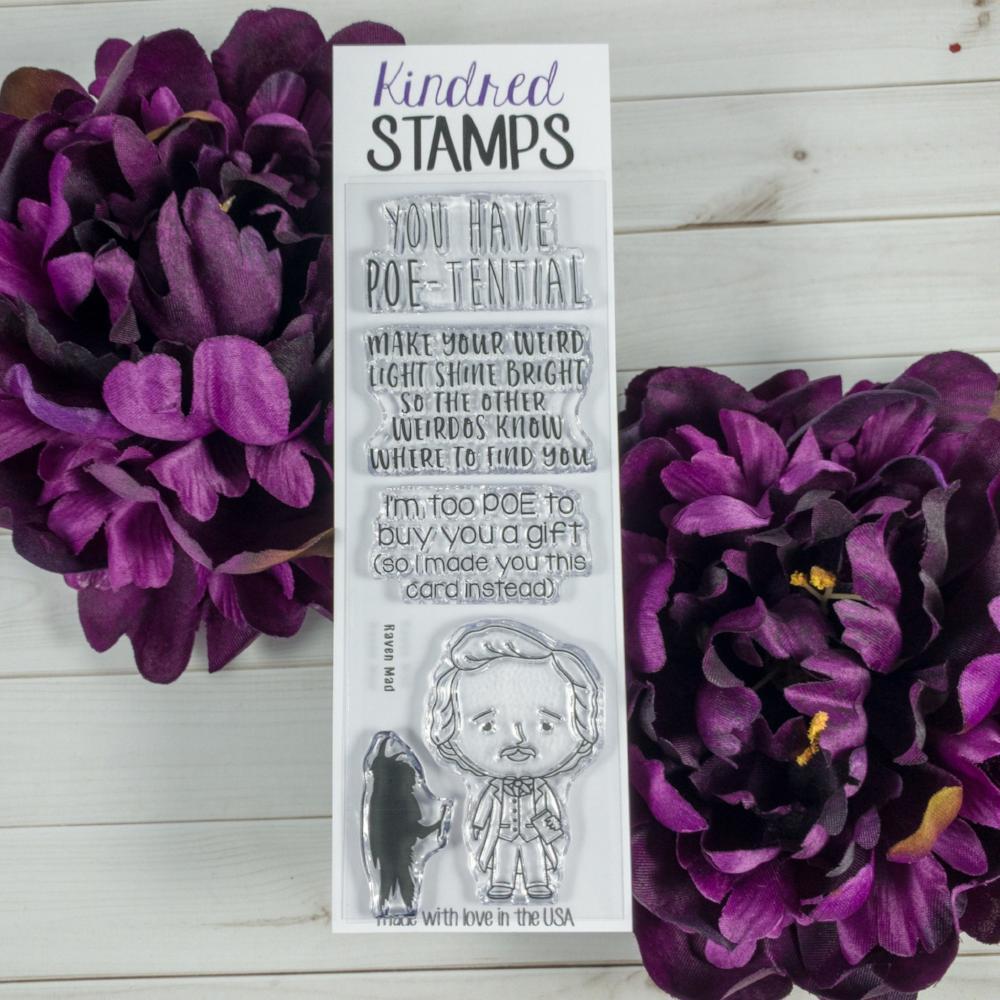 Kindred
STAMPS
YOU HAVE
POE-TENTIAL
MAKE YOUR WEIRD
LIGHT SHINE BRIGHT
SO THE OTHER
WEIRDOS KNOW
WHERE TO FIND YOU
I'm too POE to
buy you a gift
(so I made you this
card instead)
Raven Mad
made with love in the USA